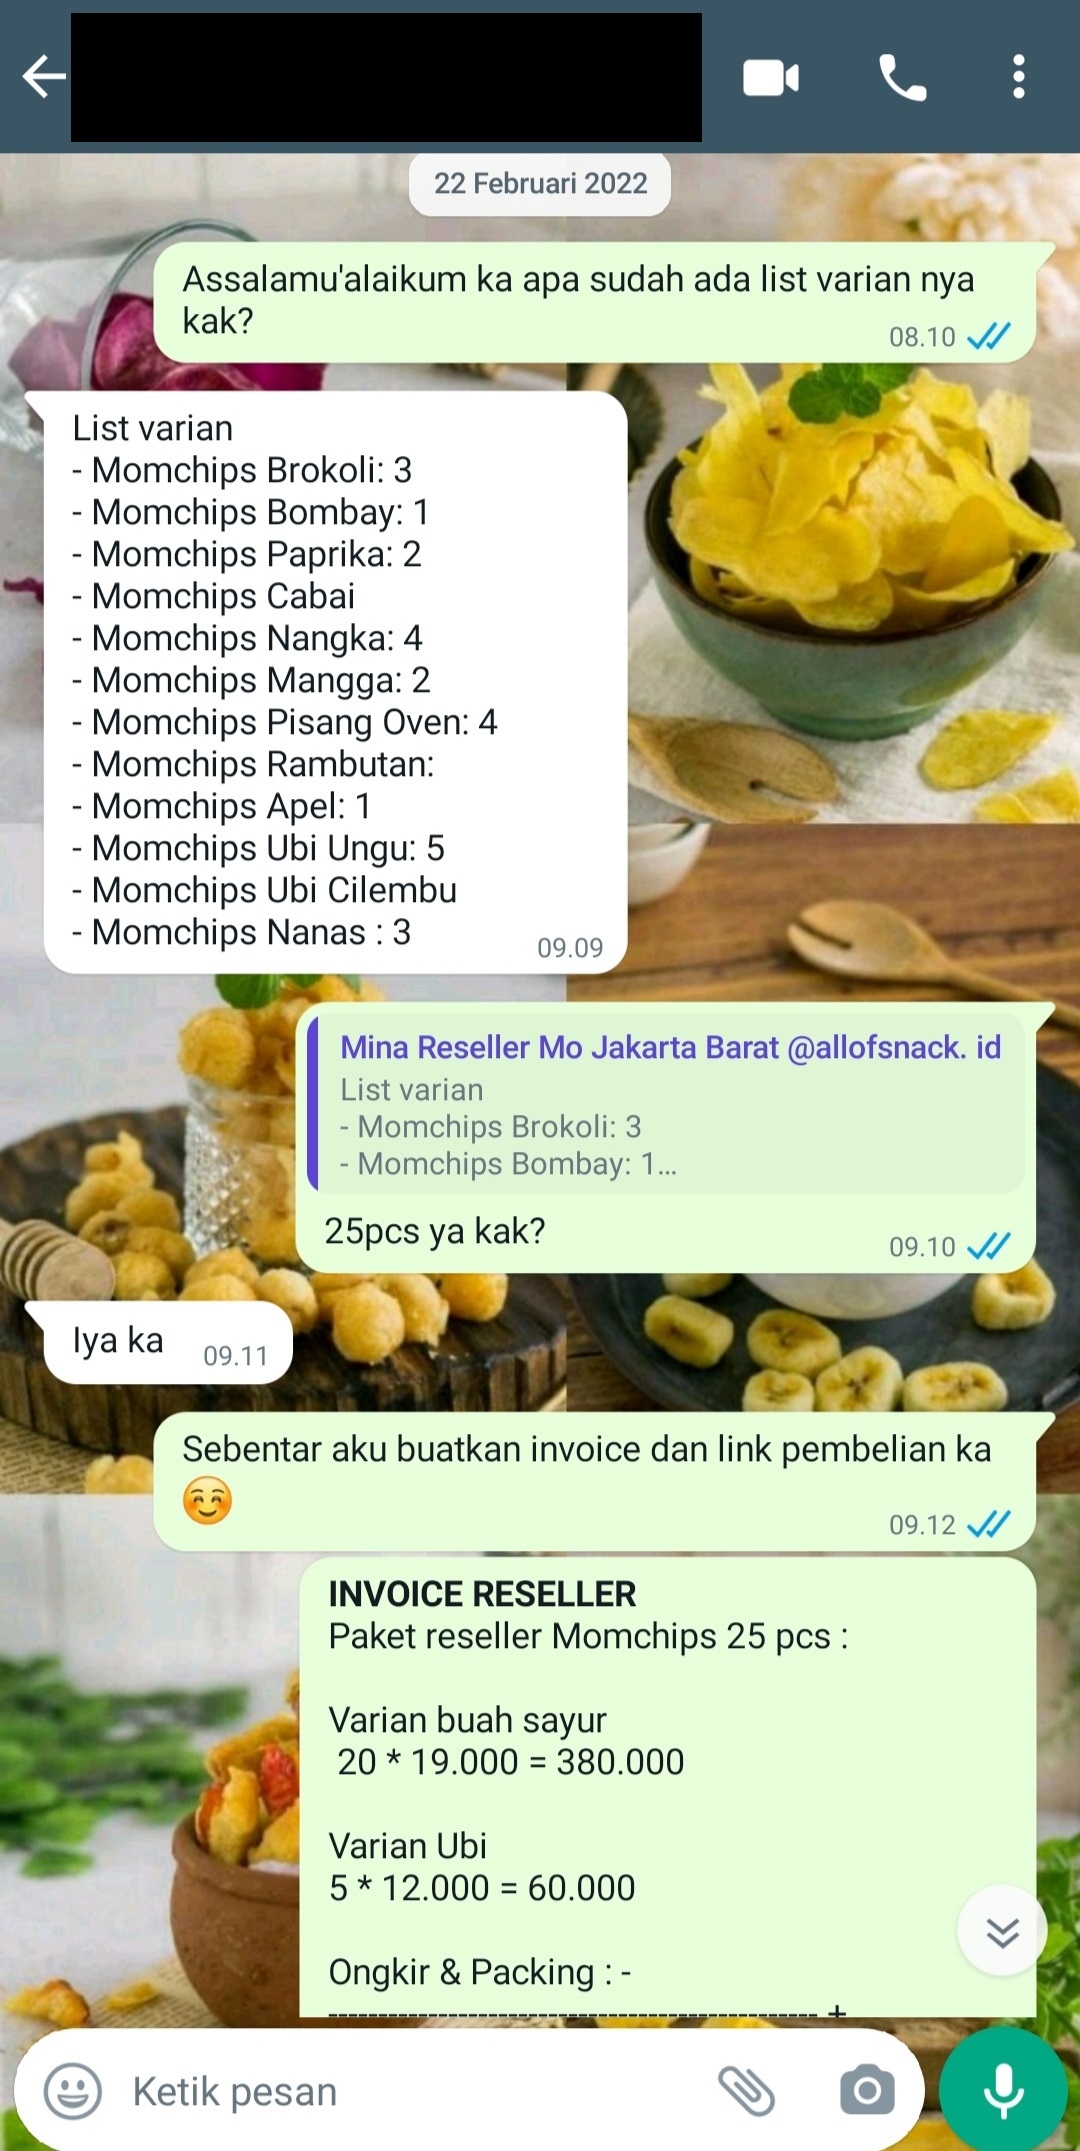 22 Februari 2022
Assalamu'alaikum ka apa sudah ada list varian nya
kak?
08.10
List varian
- Momchips Brokoli: 3
- Momchips Bombay: 1
- Momchips Paprika: 2
- Momchips Cabai
- Momchips Nangka: 4
- Momchips Mangga: 2
- Momchips Pisang Oven: 4
- Momchips Rambutan:
- Momchips Apel: 1
- Momchips Ubi Ungu: 5
- Momchips Ubi Cilembu
- Momchips Nanas : 3
09.09
Mina Reseller Mo Jakarta Barat @allofsnack. id
List varian
- Momchips Brokoli: 3
- Momchips Bombay: 1...
25pcs ya kak?
09.10
Iya ka
09.11
Sebentar aku buatkan invoice dan link pembelian ka
☺️
09.12
INVOICE RESELLER
Paket reseller Momchips 25 pcs :
Varian buah sayur
20 * 19.000 = 380.000
Varian Ubi
5 * 12.000 = 60.000
Ongkir & Packing : -
------------------------------------------------- +
Ketik pesan